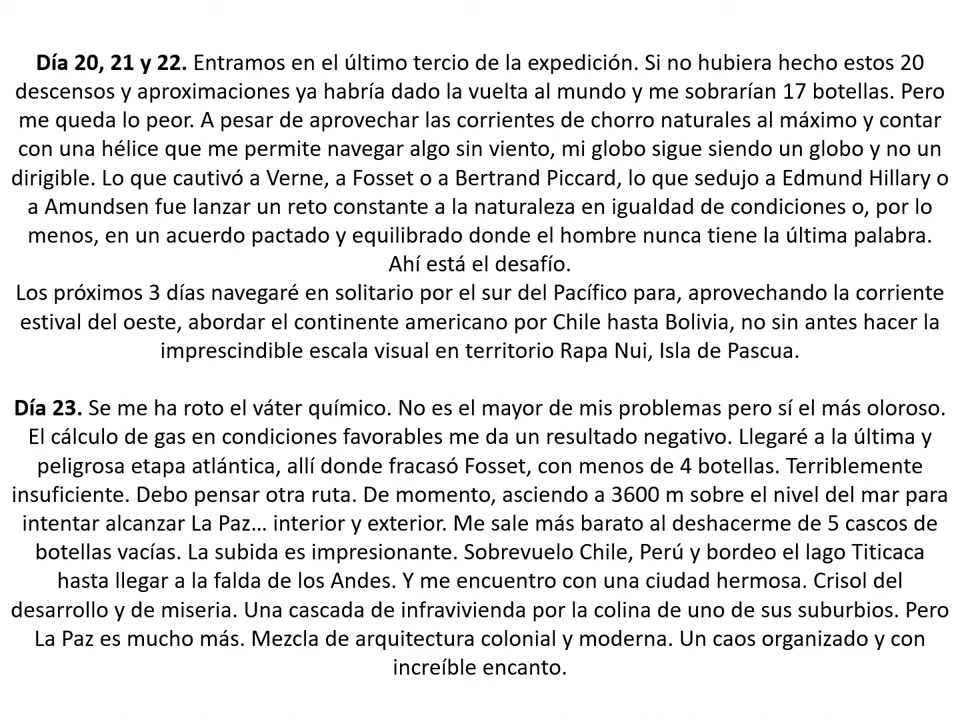 Día 20, 21 y 22. Entramos en el último tercio de la expedición. Si no hubiera hecho estos 20
descensos y aproximaciones ya habría dado la vuelta al mundo y me sobrarían 17 botellas. Pero
me queda lo peor. A pesar de aprovechar las corrientes de chorro naturales al máximo y contar
con una hélice que me permite navegar algo sin viento, mi globo sigue siendo un globo y no un
dirigible. Lo que cautivó a Verne, a Fosset o a Bertrand Piccard, lo que sedujo a Edmund Hillary o
a Amundsen fue lanzar un reto constante a la naturaleza en igualdad de condiciones o, por lo
menos, en un acuerdo pactado y equilibrado donde el hombre nunca tiene la última palabra.
Ahí está el desafío.
Los próximos 3 días navegaré en solitario por el sur del Pacífico para, aprovechando la corriente
estival del oeste, abordar el continente americano por Chile hasta Bolivia, no sin antes hacer la
imprescindible escala visual en territorio Rapa Nui, Isla de Pascua.
Día 23. Se me ha roto el váter químico. No es el mayor de mis problemas pero sí el más oloroso.
El cálculo de gas en condiciones favorables me da un resultado negativo. Llegaré a la última y
peligrosa etapa atlántica, allí donde fracasó Fosset, con menos de 4 botellas. Terriblemente
insuficiente. Debo pensar otra ruta. De momento, asciendo a 3600 m sobre el nivel del mar para
intentar alcanzar La Paz… interior y exterior. Me sale más barato al deshacerme de 5 cascos de
botellas vacías. La subida es impresionante. Sobrevuelo Chile, Perú y bordeo el lago Titicaca
hasta llegar a la falda de los Andes. Y me encuentro con una ciudad hermosa. Crisol del
desarrollo y de miseria. Una cascada de infravivienda por la colina de uno de sus suburbios. Pero
La Paz es mucho más. Mezcla de arquitectura colonial y moderna. Un caos organizado y con
increíble encanto.